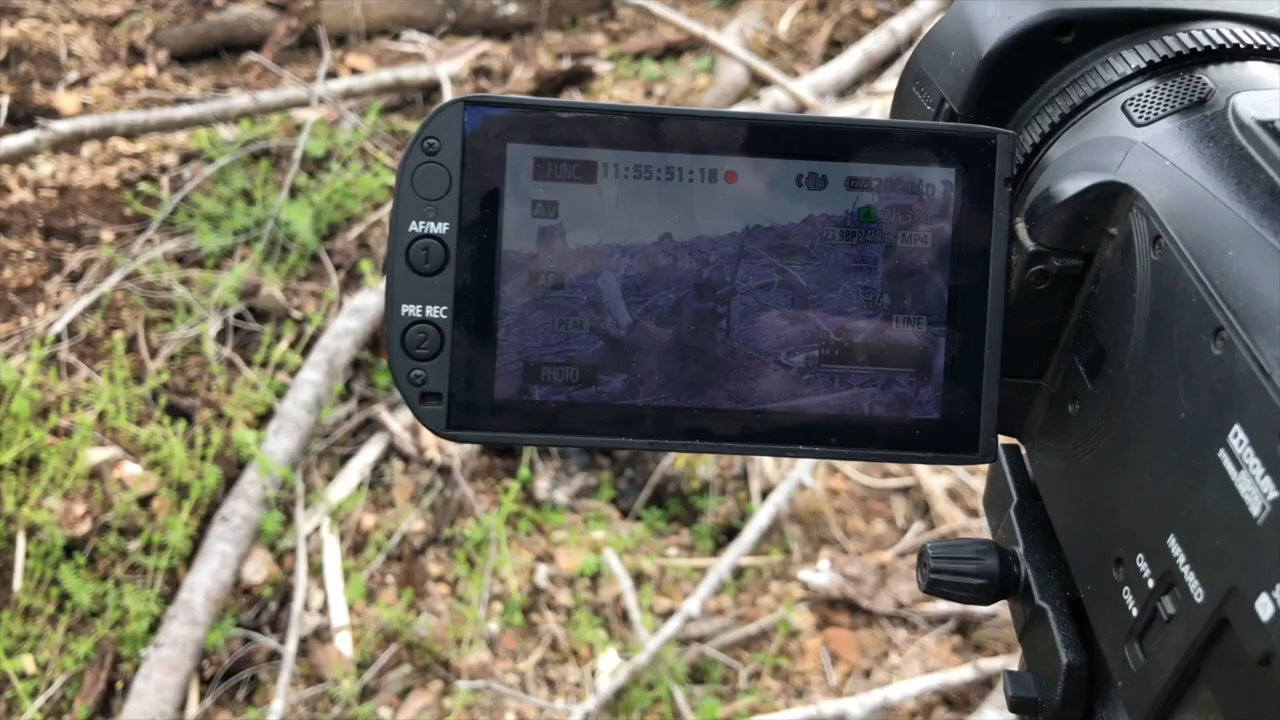 FUNC. 11:55:51:18
Av
23.98P 24Mbps MP4
AF/MF
1
AF
PRE REC
2
PEAK
LINE
PHOTO
DOLBY
INFRARED
OFF
ON